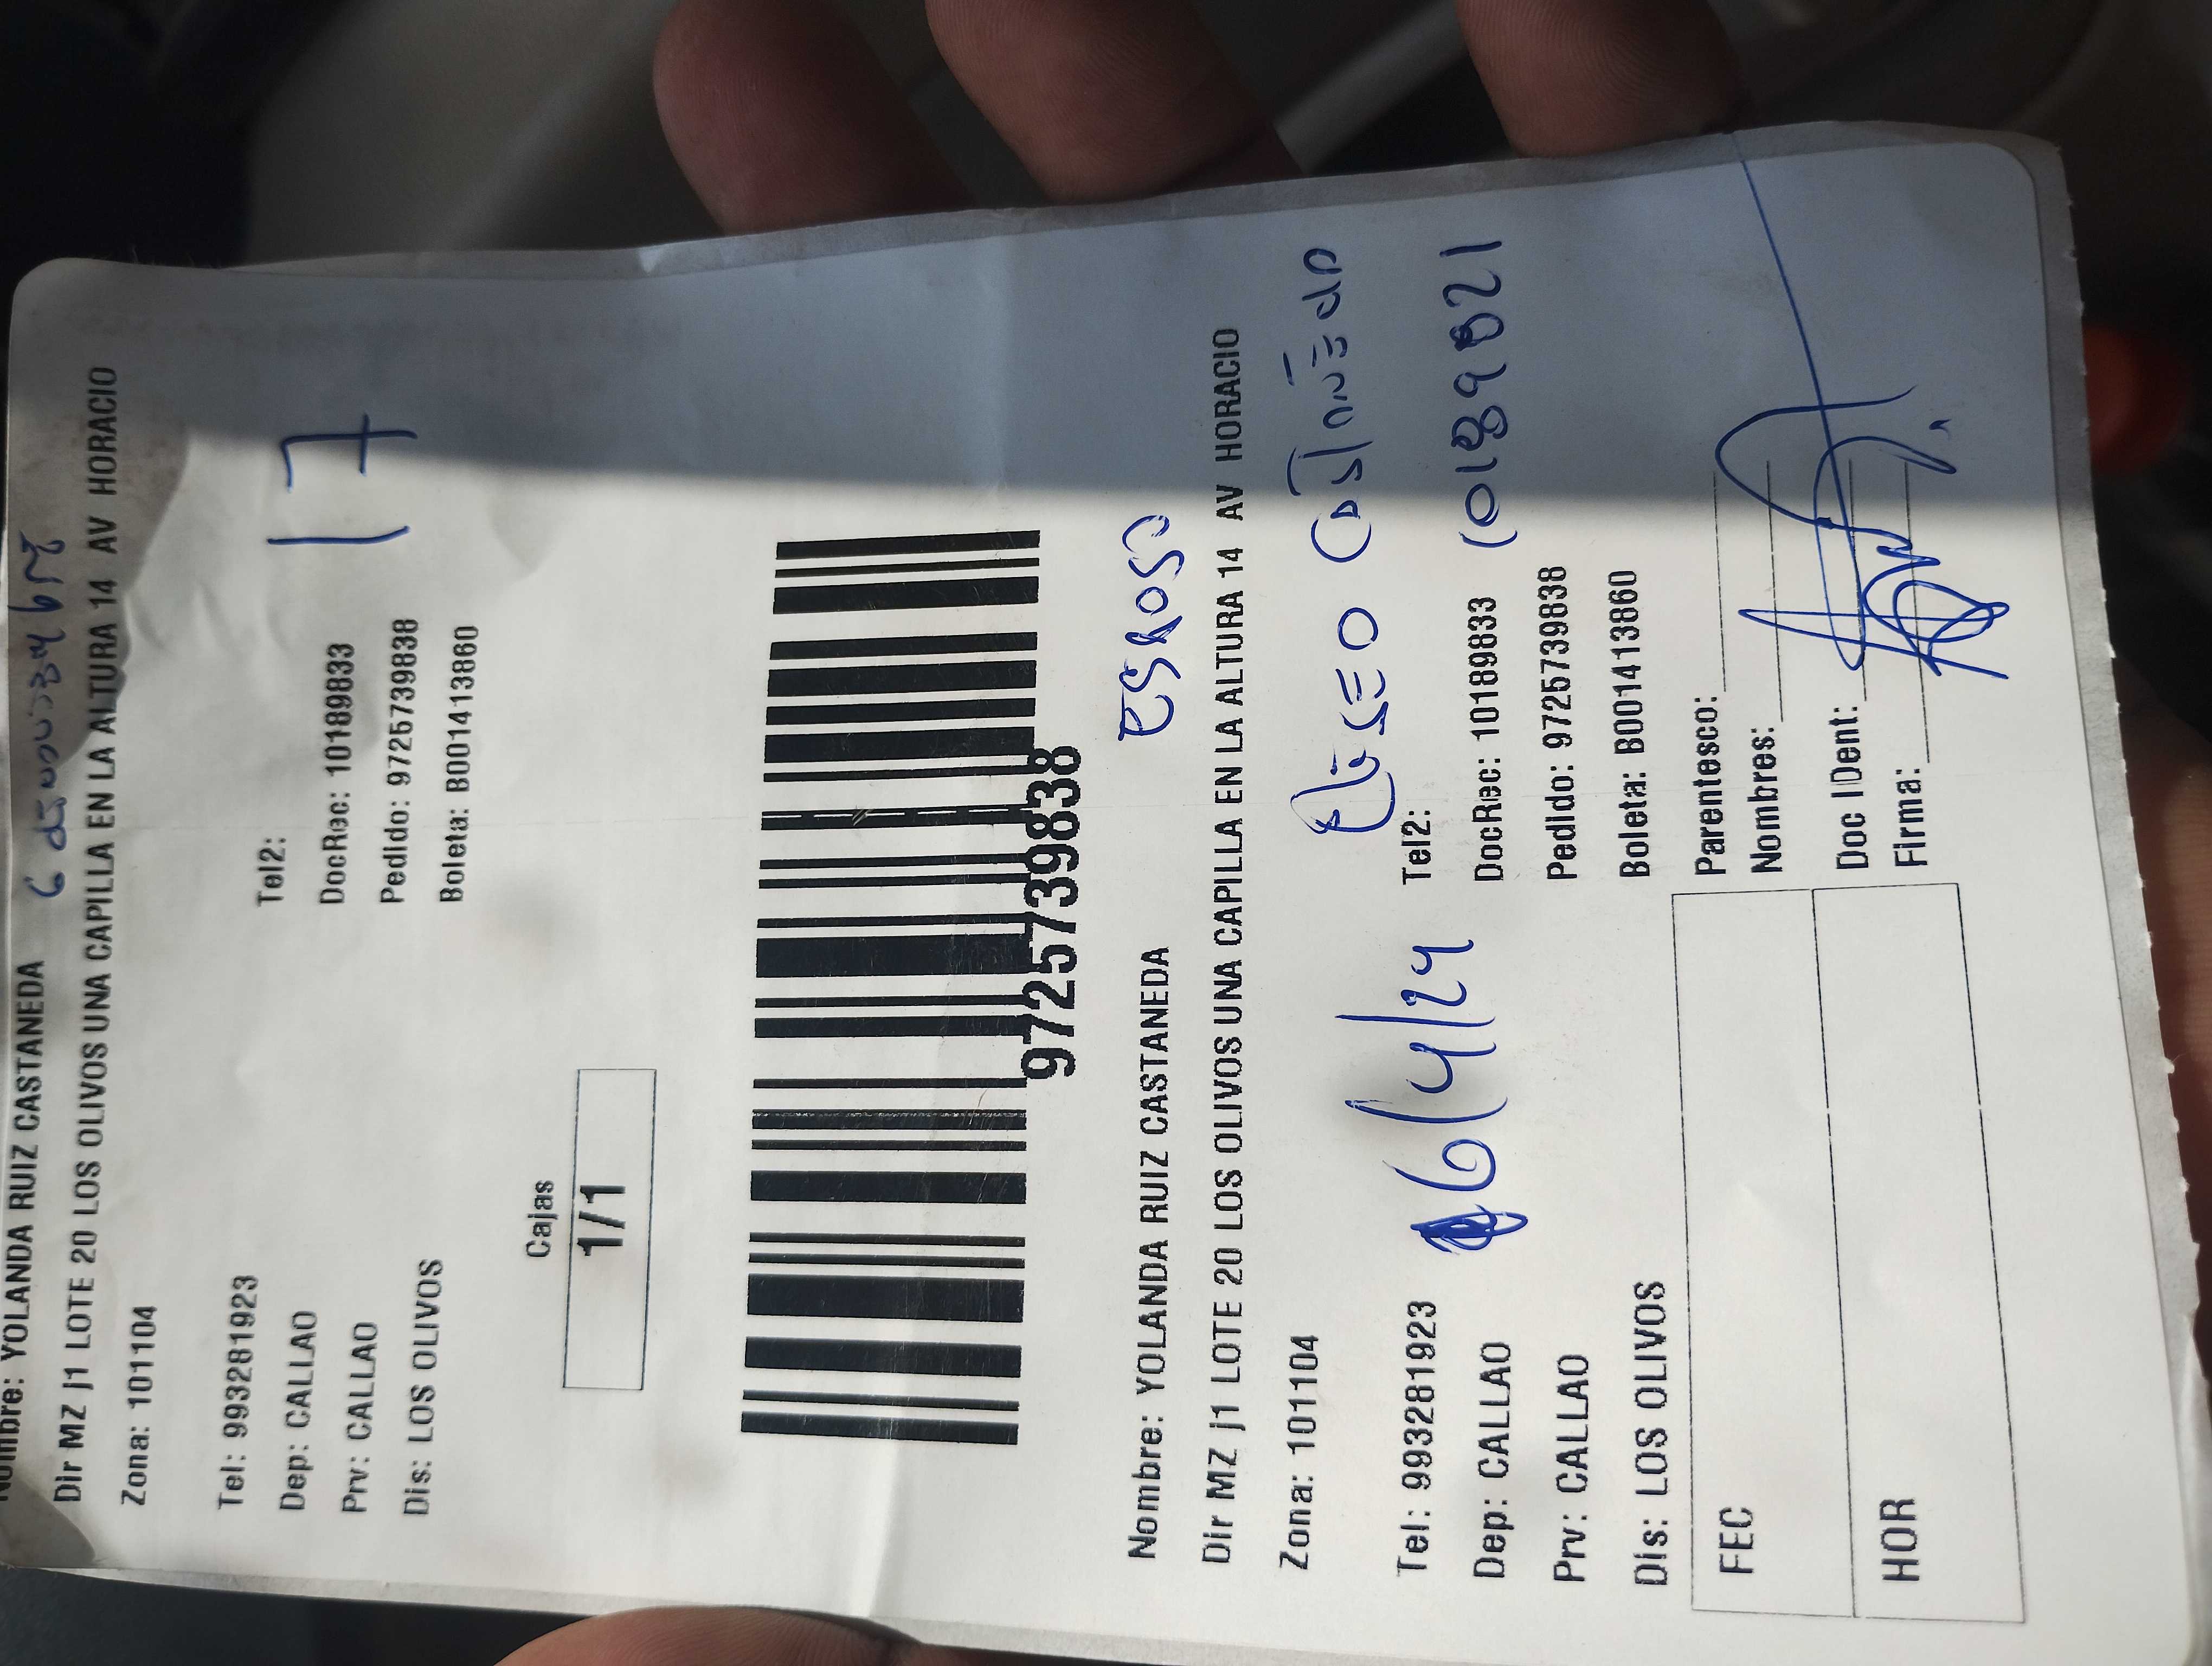 Nombre: YOLANDA RUIZ CASTANEDA
Dir MZ J1 LOTE 20 LOS OLIVOS UNA CAPILLA EN LA ALTURA 14 AV HORACIO
Zona: 101104
17
Tel: 993281923 Tel2:
Dep: CALLAO DocRec: 10189833
Prv: CALLAO Pedido: 972573983​8
Dis: LOS OLIVOS Boleta: B001413860
Cajas
1/1
9725739838
ESPOSO
Nombre: YOLANDA RUIZ CASTANEDA
Dir MZ J1 LOTE 20 LOS OLIVOS UNA CAPILLA EN LA ALTURA 14 AV HORACIO
Zona: 101104
Eliseo Castañeda
Tel: 993281923 6/4/24 Tel2:
Dep: CALLAO DocRec: 10189833 10189821
Prv: CALLAO Pedido: 9725739838
Dis: LOS OLIVOS Boleta: B001413860
FEC Parentesco:
Nombres:
HOR Doc IDent:
Firma: